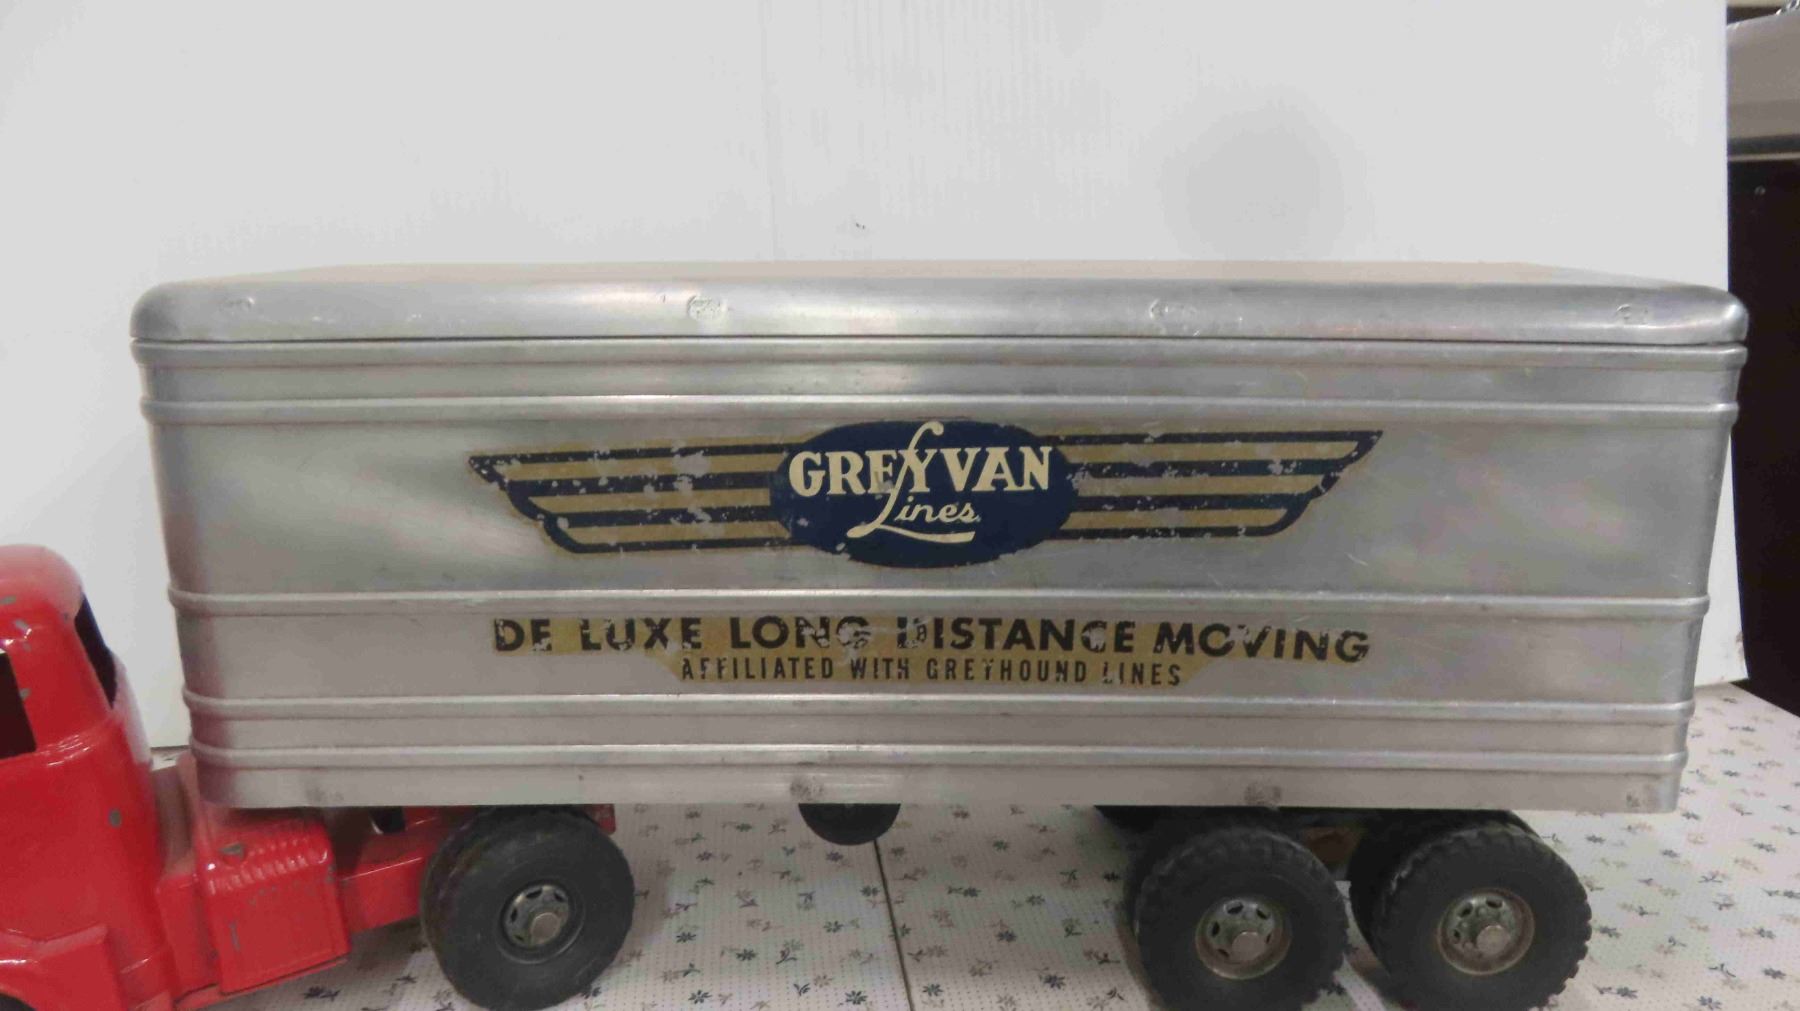 GREYVAN
Lines
DE LUXE LONG DISTANCE MOVING
AFFILIATED WITH GREYHOUND LINES